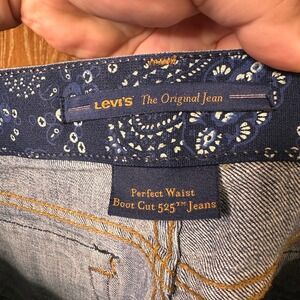 LEVI'S The Original Jean
Perfect Waist
Boot Cut 525™ Jeans